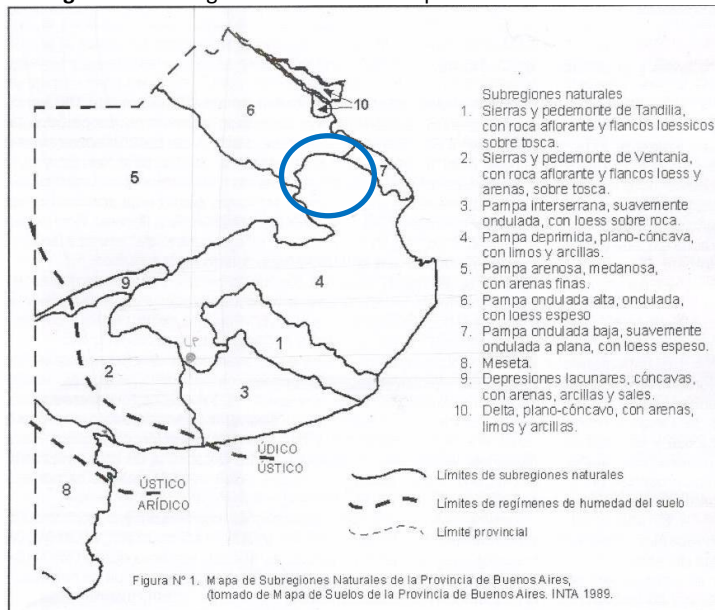 10
6
7
5
4
9
LP
1
2
3
ÚDICO
ÚSTICO
8
ÚSTICO
ARÍDICO
Subregiones naturales
1. Sierras y pedemonte de Tandilia,
con roca aflorante y flancos loessicos
sobre tosca.
2. Sierras y pedemonte de Ventania,
con roca aflorante y flancos loess y
arenas, sobre tosca.
3. Pampa interserrana, suavemente
ondulada, con loess sobre roca.
4. Pampa deprimida, plano-cóncava,
con limos y arcillas.
5. Pampa arenosa, medanosa,
con arenas finas.
6. Pampa ondulada alta, ondulada,
con loess espeso
7. Pampa ondulada baja, suavemente
ondulada a plana, con loess espeso.
8. Meseta.
9. Depresiones lacunares, cóncavas,
con arenas, arcillas y sales.
10. Delta, plano-cóncavo, con arenas,
limos y arcillas.
Límites de subregiones naturales
Límites de regímenes de humedad del suelo
Límite provincial
Figura Nº 1. Mapa de Subregiones Naturales de la Provincia de Buenos Aires,
(tomado de Mapa de Suelos de la Provincia de Buenos Aires. INTA 1989.